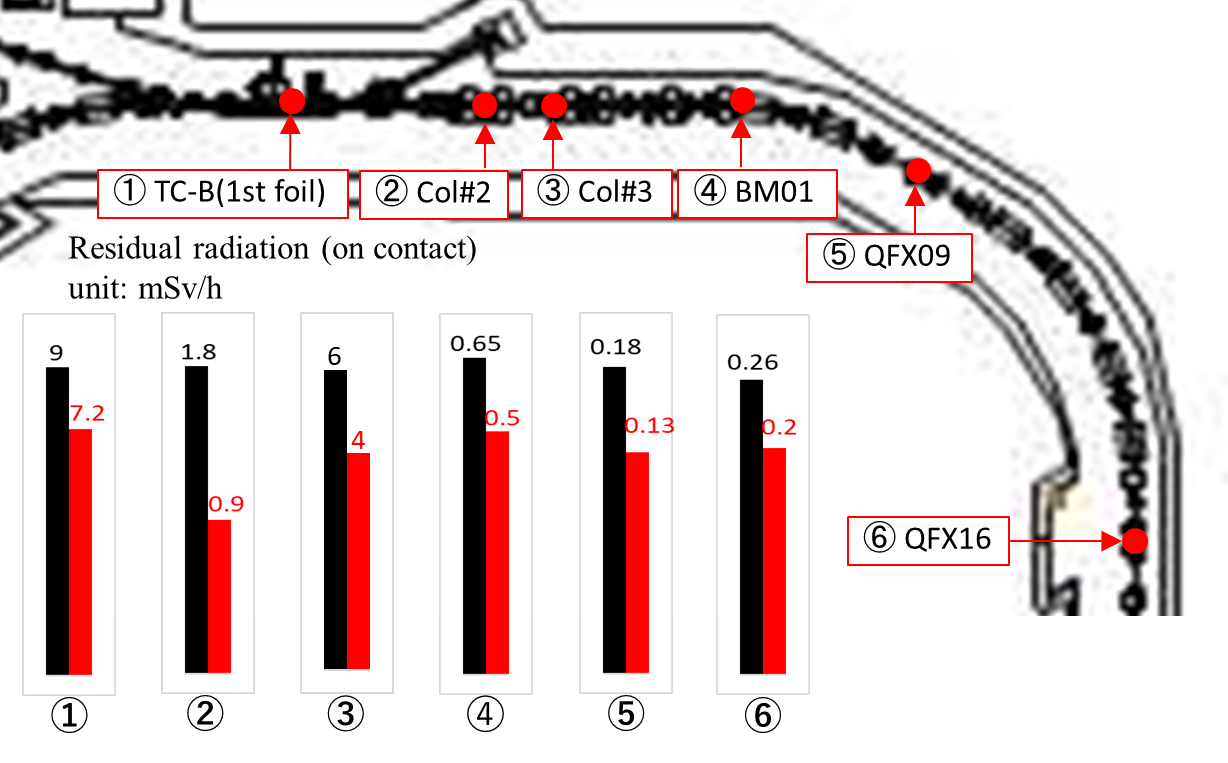 ① TC-B(1st foil)
② Col#2
③ Col#3
④ BM01
⑤ QFX09
Residual radiation (on contact)
unit: mSv/h
9
7.2
1.8
0.9
6
4
0.65
0.5
0.18
0.13
0.26
0.2
⑥ QFX16
①
②
③
④
⑤
⑥